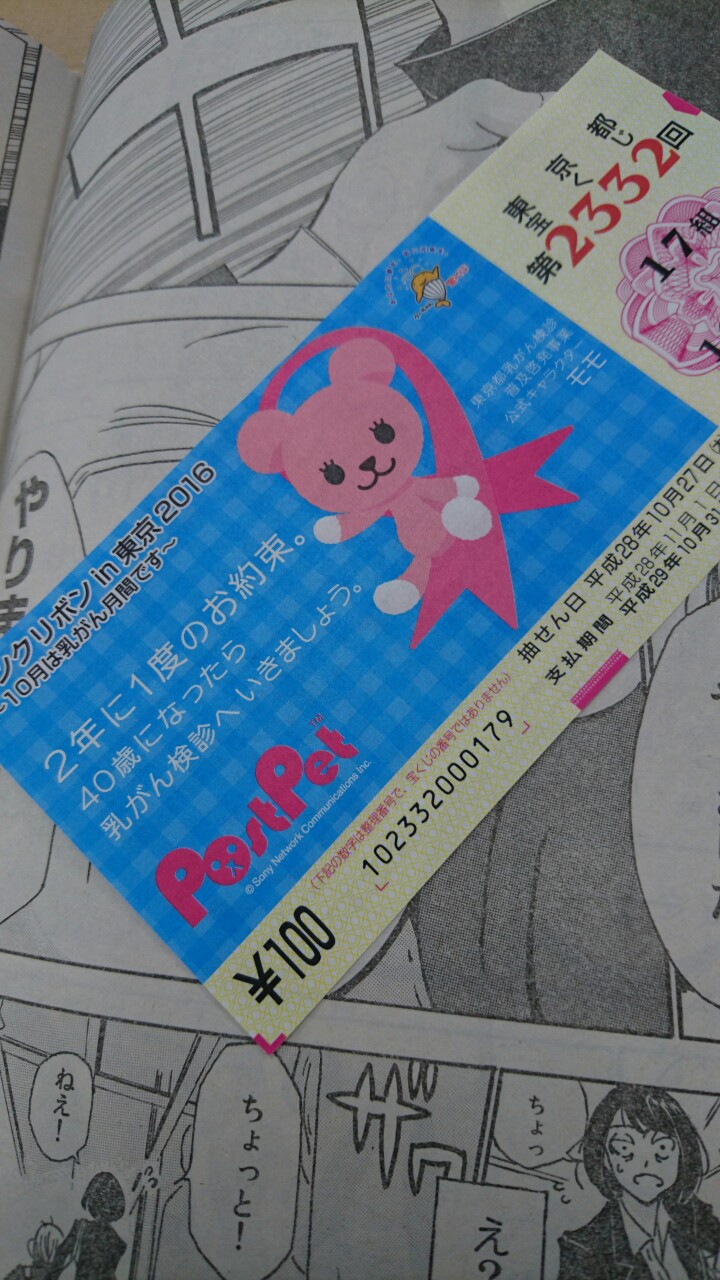 東京都
宝くじ
第2332回
17組
1
東京都乳がん検診
普及啓発事業
公式キャラクター
モモ
ンクリボン in 東京 2016
~10月は乳がん月間です~
2年に1度のお約束。
40歳になったら
乳がん検診へ いきましょう。
PostPet™
© Sony Network Communications Inc.
抽せん日 平成28年10月27日
支払期間 平成28年11月1日
平成29年10月31
(下記の数字は整理番号で、宝くじの番号ではありません)
1023320000179
¥100
やりま
ねえ!
ちょっと!
ザワ
ちょっ
え?